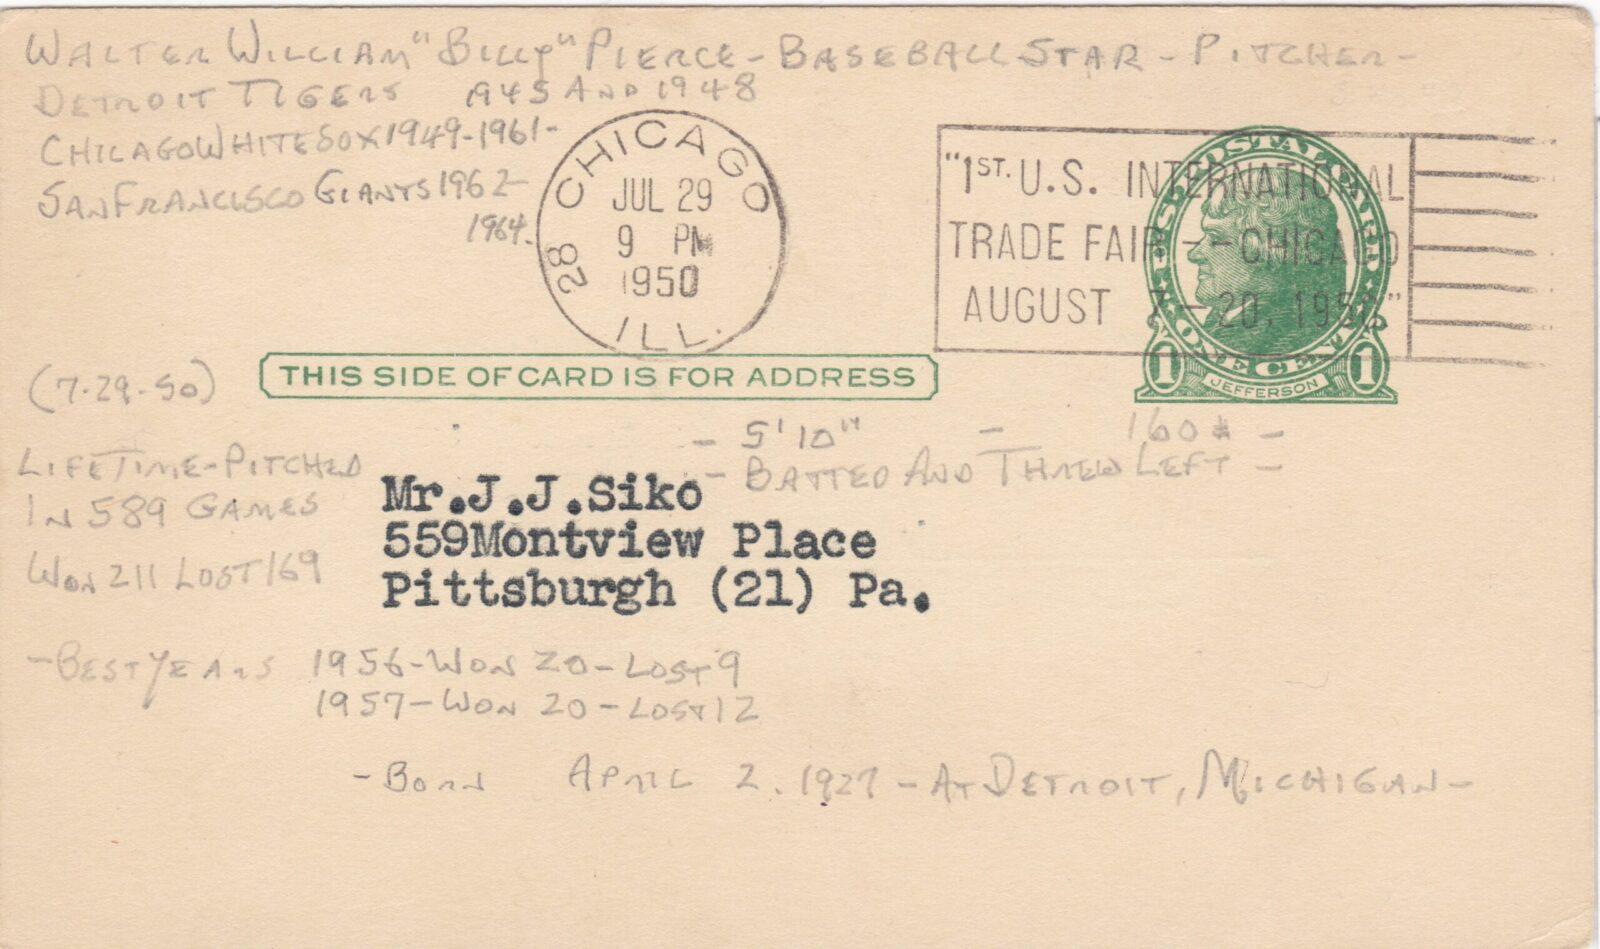 WALTER WILLIAM "BILLY" PIERCE - BASEBALL STAR - PITCHER -
DETROIT TIGERS 1945 AND 1948
CHICAGO WHITE SOX 1949-1961-
SAN FRANCISCO GIANTS 1962-
1964.
CHICAGO 28
JUL 29
9 PM
1950
ILL.
"1ST. U.S. INTERNATIONAL
TRADE FAIR -- CHICAGO
AUGUST 7-20, 1950"
U.S. POSTAL CARD
1 ONE CENT 1
JEFFERSON
THIS SIDE OF CARD IS FOR ADDRESS
(7-29-50)
- 5'10" - 160# -
- BATTED AND THREW LEFT -
LIFETIME - PITCHED
IN 589 GAMES
WON 211 LOST 169
Mr.J.J.Siko
559Montview Place
Pittsburgh (21) Pa.
- BEST YEARS 1956 - WON 20 - LOST 9
1957 - WON 20 - LOST 12
- BORN APRIL 2. 1927 - AT DETROIT, MICHIGAN -